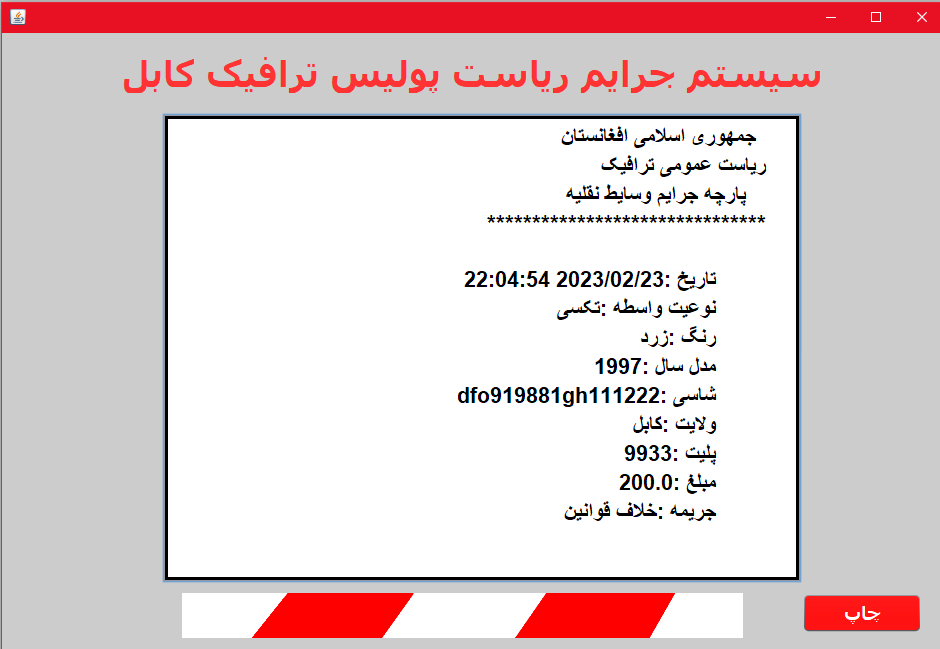 سیستم جرایم ریاست پولیس ترافیک کابل
جمهوری اسلامی افغانستان
ریاست عمومی ترافیک
پارچه جرایم وسایط نقلیه
*******************************
تاریخ :2023/02/23 22:04:54
نوعیت واسطه :تکسی
رنگ :زرد
مدل سال :1997
شاسی :dfo919881gh111222
ولایت :کابل
پلیت :9933
مبلغ :200.0
جریمه :خلاف قوانین
چاپ